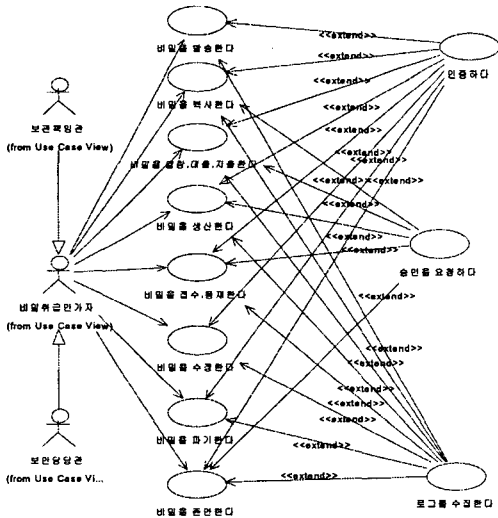 비밀을 발송한다
<<extend>>
<<extend>>
인증하다
<<extend>>
보관책임관
(from Use Case View)
비밀을 복사한다
<<extend>>
<<extend>>
비밀을 열람,대출,지출한다
<<extend>>
<<extend>>
<<extend>>
<<extend>>
비밀을 생산한다
<<extend>>
<<extend>>
승인을 요청하다
비밀취급인가자
(from Use Case View)
비밀을 접수,등재한다
<<extend>>
비밀을 수정한다
<<extend>>
<<extend>>
<<extend>>
<<extend>>
<<extend>>
비밀을 파기한다
<<extend>>
보안담당관
(from Use Case Vi...
<<extend>>
비밀을 존안한다
로그를 수집한다